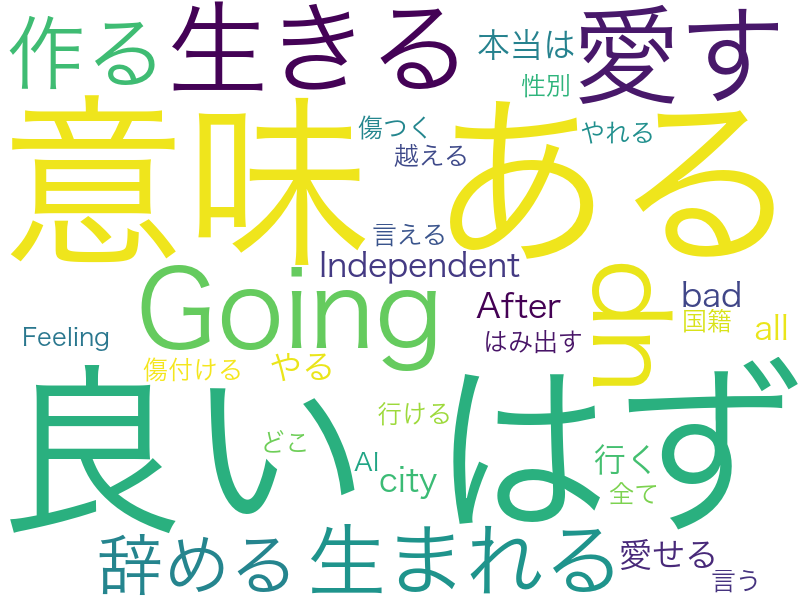 作る
生きる
本当は
性別
愛す
意味
ある
傷つく
越える
やれる
言える
Independent
Going
up
After
bad
国籍
all
Feeling
はみ出す
傷付ける
やる
良い
はず
行ける
どこ
AI
city
行く
全て
辞める
生まれる
愛せる
言う